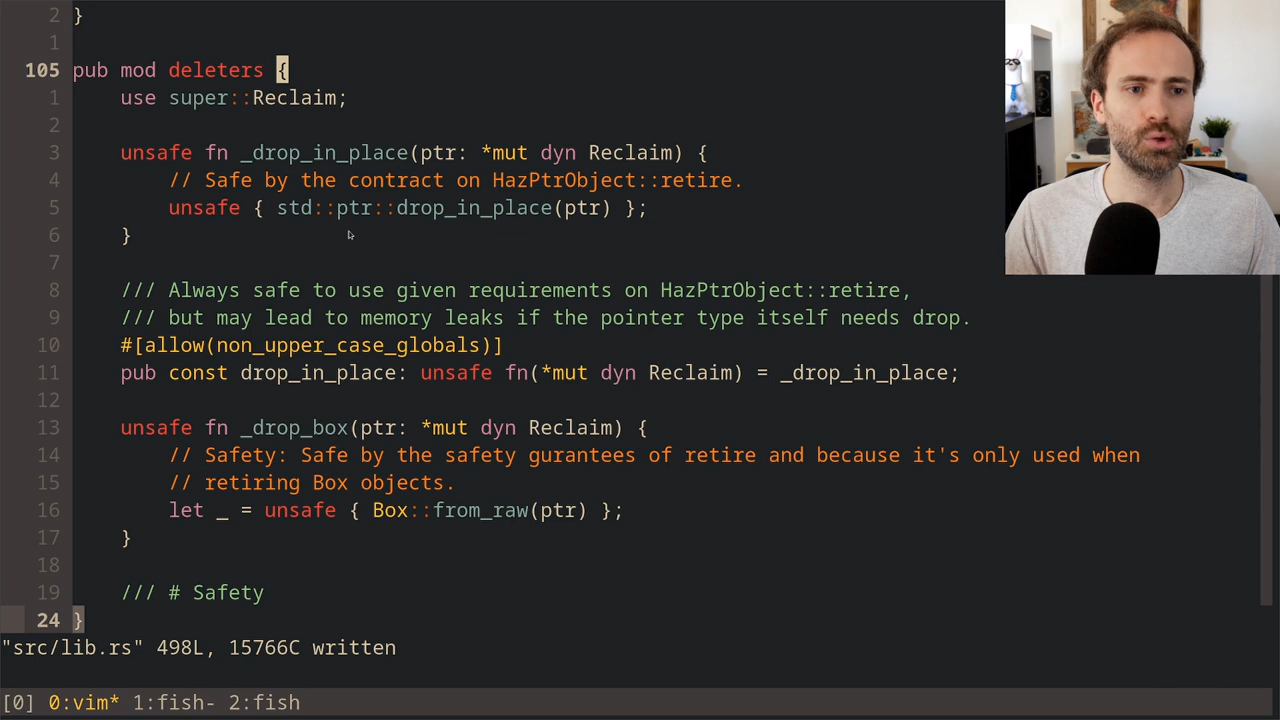 2 }
1
105 pub mod deleters {
1 use super::Reclaim;
2
3 unsafe fn _drop_in_place(ptr: *mut dyn Reclaim) {
4 // Safe by the contract on HazPtrObject::retire.
5 unsafe { std::ptr::drop_in_place(ptr) };
6 }
7
8 /// Always safe to use given requirements on HazPtrObject::retire,
9 /// but may lead to memory leaks if the pointer type itself needs drop.
10 #[allow(non_upper_case_globals)]
11 pub const drop_in_place: unsafe fn(*mut dyn Reclaim) = _drop_in_place;
12
13 unsafe fn _drop_box(ptr: *mut dyn Reclaim) {
14 // Safety: Safe by the safety gurantees of retire and because it's only used when
15 // retiring Box objects.
16 let _ = unsafe { Box::from_raw(ptr) };
17 }
18
19 /// # Safety
24 }
"src/lib.rs" 498L, 15766C written
[0] 0:vim* 1:fish- 2:fish